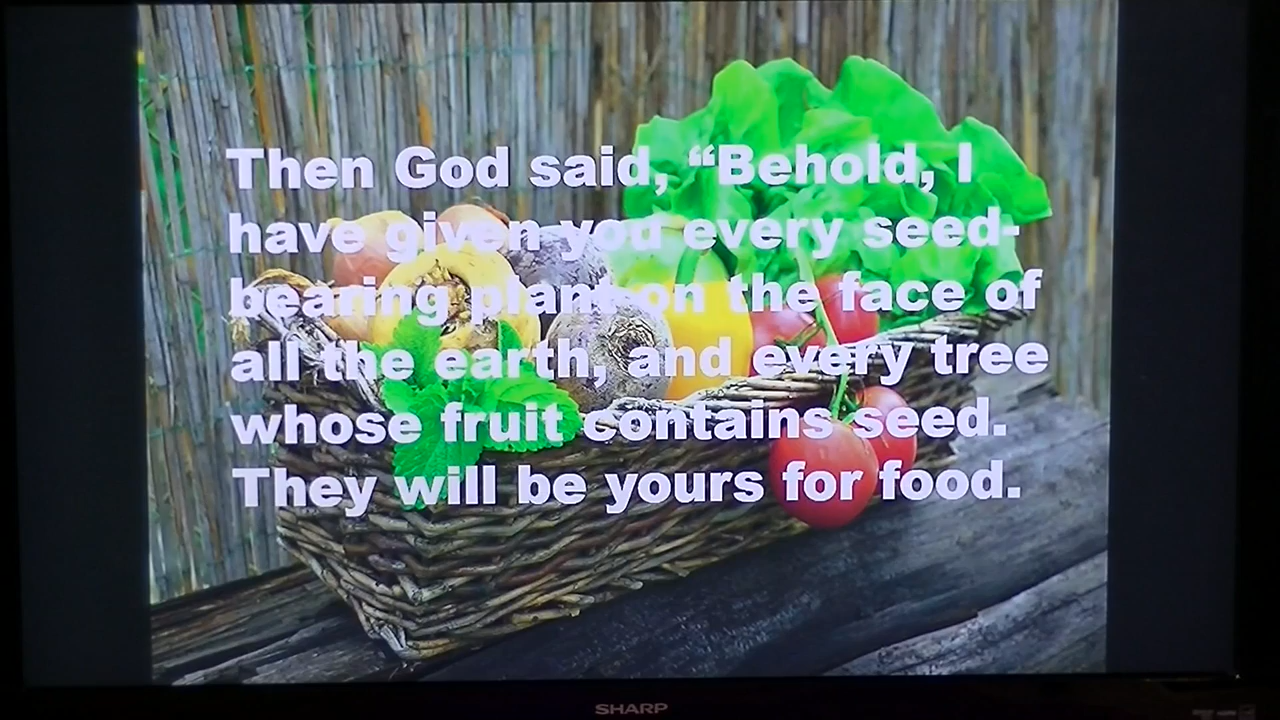 Then God said, “Behold, I
have given you every seed-
bearing plant on the face of
all the earth, and every tree
whose fruit contains seed.
They will be yours for food.
SHARP